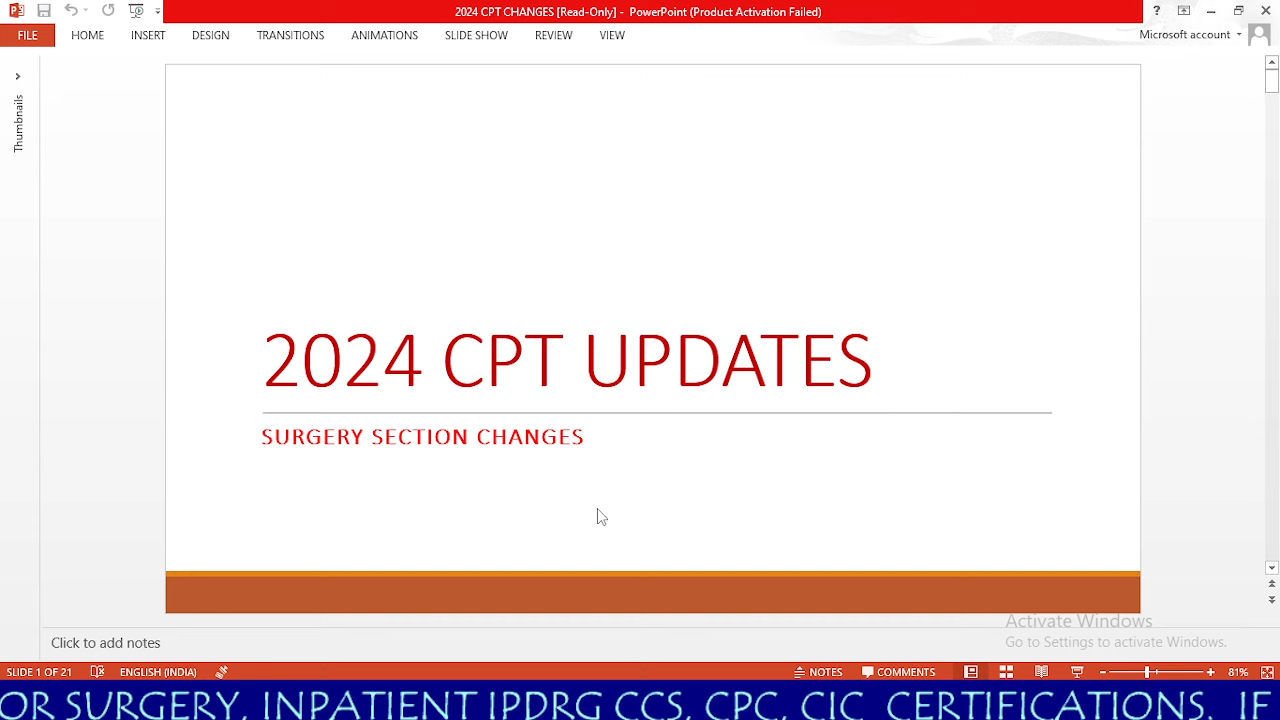 2024 CPT CHANGES [Read-Only] - PowerPoint (Product Activation Failed)
?
FILE HOME INSERT DESIGN TRANSITIONS ANIMATIONS SLIDE SHOW REVIEW VIEW
Microsoft account
Thumbnails
2024 CPT UPDATES
SURGERY SECTION CHANGES
Activate Windows
Go to Settings to activate Windows.
Click to add notes
SLIDE 1 OF 21 ENGLISH (INDIA) NOTES COMMENTS 81%
OR SURGERY, INPATIENT IPDRG CCS, CPC, CIC CERTIFICATIONS. IF